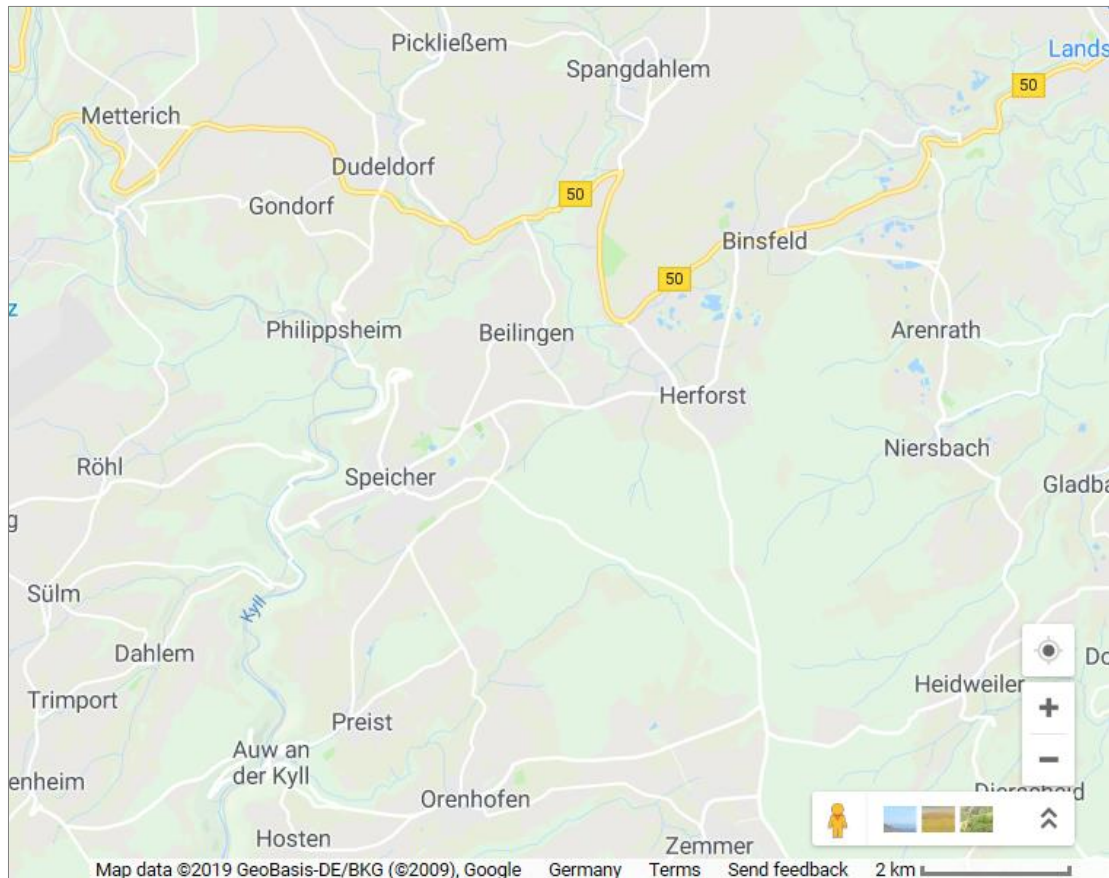 Pickließem
Lands
Spangdahlem
50
Metterich
Dudeldorf
50
Gondorf
Binsfeld
50
z
Philippsheim
Beilingen
Arenrath
Herforst
Niersbach
Röhl
Speicher
Gladba
g
Sülm
Kyll
Dahlem
Do
Heidweiler
Trimport
Preist
Auw an
der Kyll
enheim
Orenhofen
Dierscheid
Hosten
Zemmer
Map data ©2019 GeoBasis-DE/BKG (©2009), Google Germany Terms Send feedback 2 km